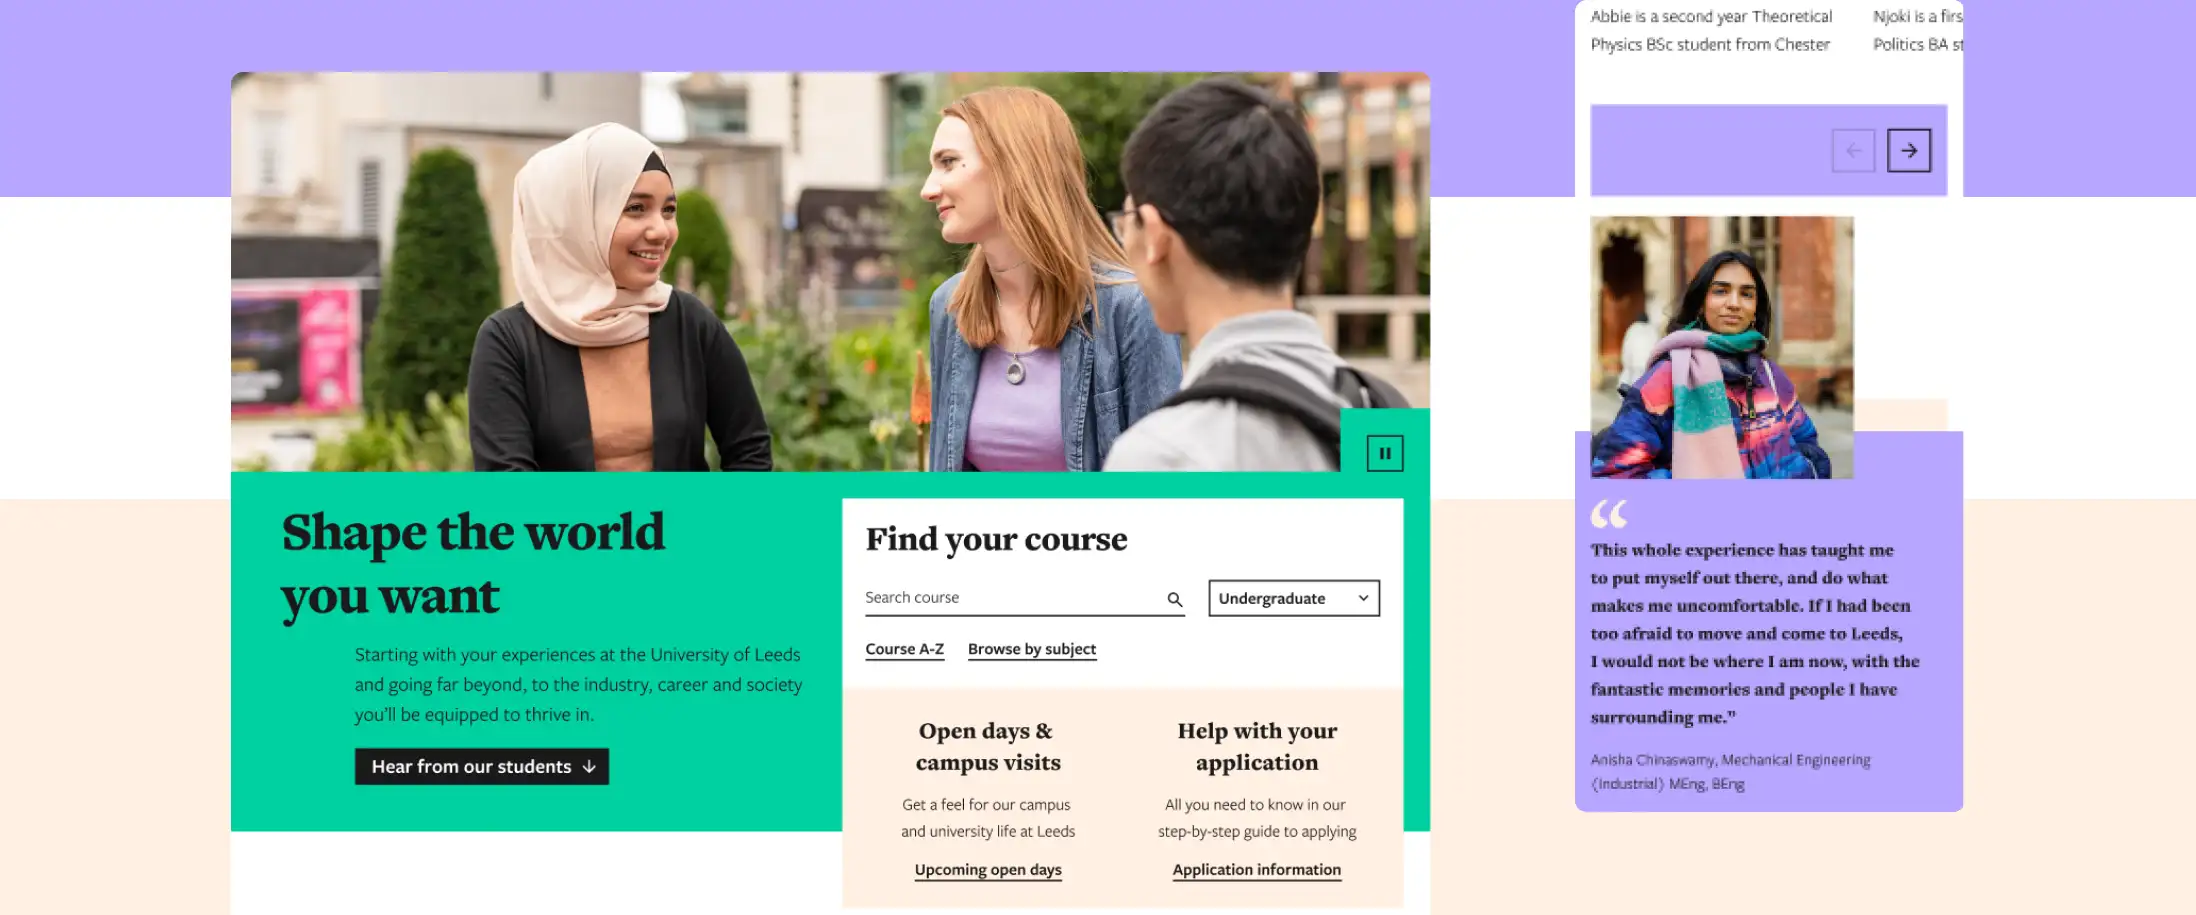 Shape the world
you want
Starting with your experiences at the University of Leeds
and going far beyond, to the industry, career and society
you'll be equipped to thrive in.
Hear from our students
Find your course
Search course
Undergraduate
Course A-Z
Browse by subject
Open days &
campus visits
Get a feel for our campus
and university life at Leeds
Upcoming open days
Help with your
application
All you need to know in our
step-by-step guide to applying
Application information
Abbie is a second year Theoretical
Physics BSc student from Chester
Njoki is a
Politics BA
“
This whole experience has taught me
to put myself out there, and do what
makes me uncomfortable. If I had been
too afraid to move and come to Leeds,
I would not be where I am now, with the
fantastic memories and people I have
surrounding me.”
Anisha Chinaswamy, Mechanical Engineering
(Industrial) MEng, BEng